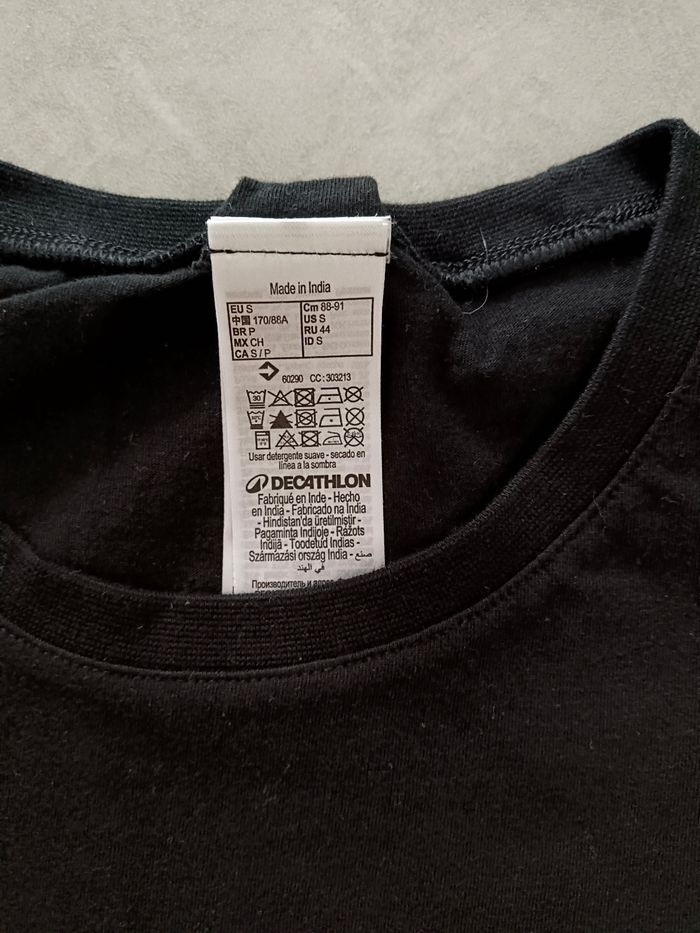 Made in India
EU S
中国 170/88A
BR P
MX CH
CA S / P
Cm 88-91
US S
RU 44
ID S
60290 CC : 303213
30
Usar detergente suave - secado en
línea a la sombra
DECATHLON
Fabriqué en Inde - Hecho
en India - Fabricado na India
- Hindistan'da üretilmiştir -
Pagaminta Indijoje - Ražots
Indijā - Toodetud Indias -
Származási ország India - صنع
في الهند
Производитель и